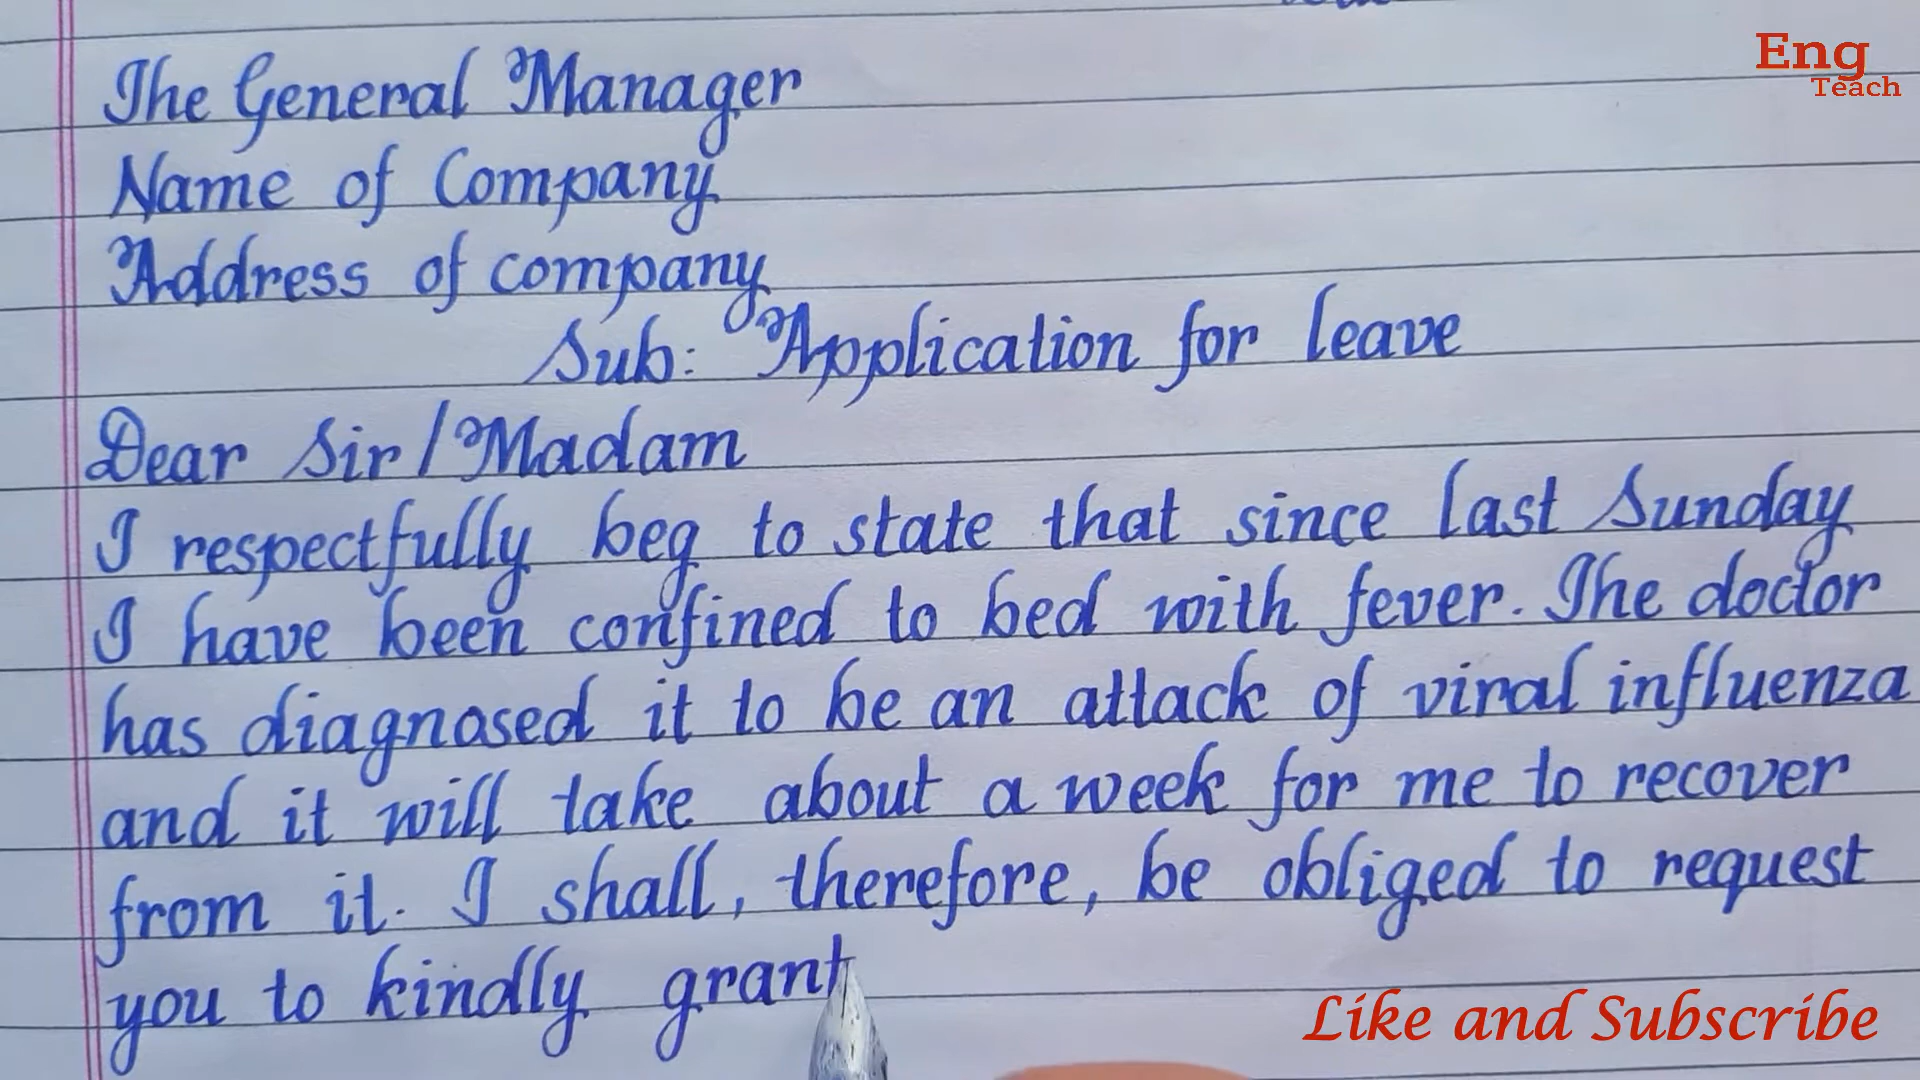 Eng
Teach
The General Manager
Name of Company
Address of company
Sub: Application for leave
Dear Sir/Madam
I respectfully beg to state that since last Sunday
I have been confined to bed with fever. The doctor
has diagnosed it to be an attack of viral influenza
and it will take about a week for me to recover
from it. I shall, therefore, be obliged to request
you to kindly grant
Like and Subscribe